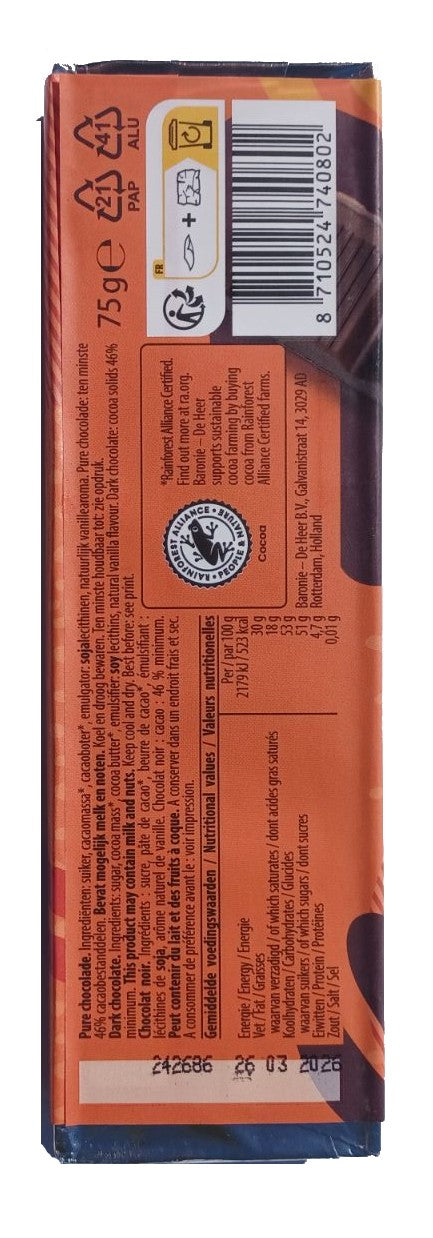 Pure chocolade. Ingrediënten: suiker, cacaomassa*, cacaoboter*, emulgator: sojalecithinen, natuurlijk vanillearoma. Pure chocolade: ten minste
46% cacaobestanddelen. Bevat mogelijk melk en noten. Koel en droog bewaren. Ten minste houdbaar tot: zie opdruk.
Dark chocolate. Ingredients: sugar, cocoa mass*, cocoa butter*, emulsifier: soy lecithins, natural vanilla flavour. Dark chocolate: cocoa solids 46%
minimum. This product may contain milk and nuts. Keep cool and dry. Best before: see print.
Chocolat noir. Ingrédients : sucre, pâte de cacao*, beurre de cacao*, émulsifiant :
lécithines de soja, arôme naturel de vanille. Chocolat noir : cacao : 46 % minimum.
Peut contenir du lait et des fruits à coque. A conserver dans un endroit frais et sec.
A consommer de préférence avant le : voir impression.
Gemiddelde voedingswaarden / Nutritional values / Valeurs nutritionelles
Per / par 100 g
Energie / Energy / Energie 2179 kJ / 523 kcal
Vet / Fat / Graisses 30 g
waarvan verzadigd / of which saturates / dont acides gras saturés 18 g
Koolhydraten / Carbohydrates / Glucides 53 g
waarvan suikers / of which sugars / dont sucres 51 g
Eiwitten / Protein / Protéines 4,7 g
Zout / Salt / Sel 0,01 g
242686 26 03 2026
RAINFOREST ALLIANCE • PEOPLE & NATURE •
Cocoa
*Rainforest Alliance Certified.
Find out more at ra.org.
Baronie – De Heer
supports sustainable
cocoa farming by buying
cocoa from Rainforest
Alliance Certified farms.
Baronie – De Heer B.V., Galvanistraat 14, 3029 AD
Rotterdam, Holland
75 g ℮
21
PAP
41
ALU
FR
+
8 710524 740802